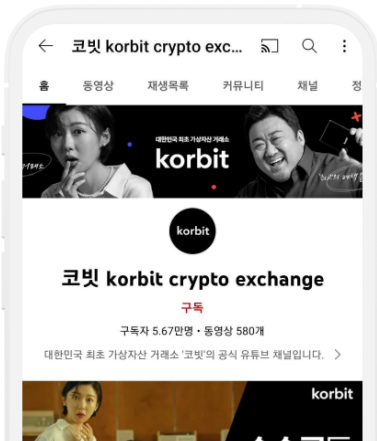 코빗 korbit crypto exc...
홈 동영상 재생목록 커뮤니티 채널 정
대한민국 최초 가상자산 거래소
korbit
korbit
코빗 korbit crypto exchange
구독
구독자 5.67만명 • 동영상 580개
대한민국 최초 가상자산 거래소 '코빗'의 공식 유튜브 채널입니다. >
korbit